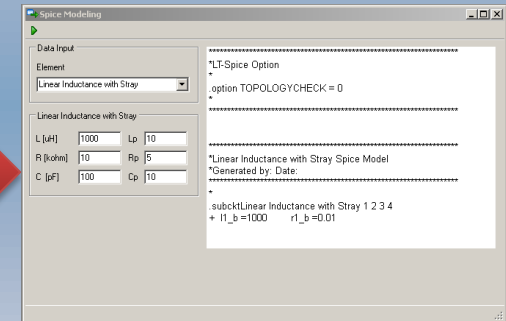 Spice Modeling
Data Input
Element
Linear Inductance with Stray
Linear Inductance with Stray
L [uH] 1000 Lp 10
R [kohm] 10 Rp 5
C [pF] 100 Cp 10
*************************************************************
*LT-Spice Option
*
.option TOPOLOGYCHECK = 0
*
*************************************************************
*************************************************************
*Linear Inductance with Stray Spice Model
*Generated by: Date:
*************************************************************
*
.subcktLinear Inductance with Stray 1 2 3 4
+ l1_b =1000 r1_b =0.01